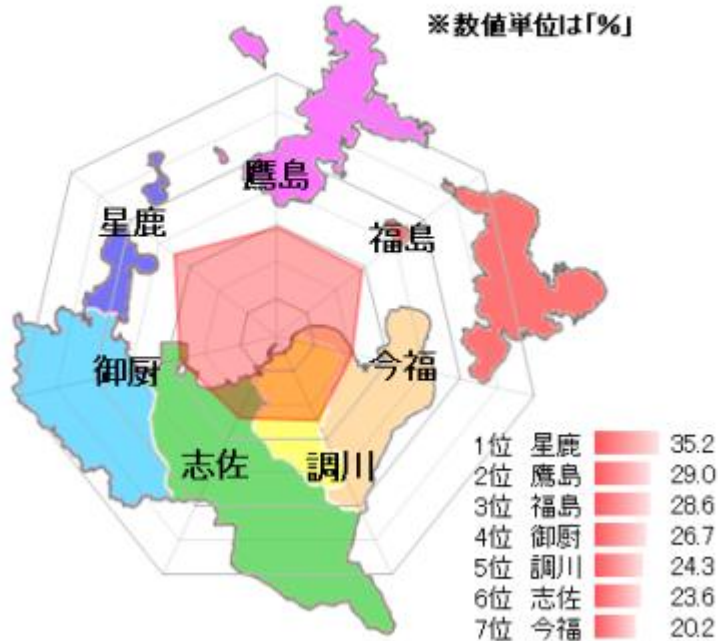 ※数値単位は「%」
鷹島
星鹿
福島
御厨
今福
志佐
調川
1位 星鹿 35.2
2位 鷹島 29.0
3位 福島 28.6
4位 御厨 26.7
5位 調川 24.3
6位 志佐 23.6
7位 今福 20.2